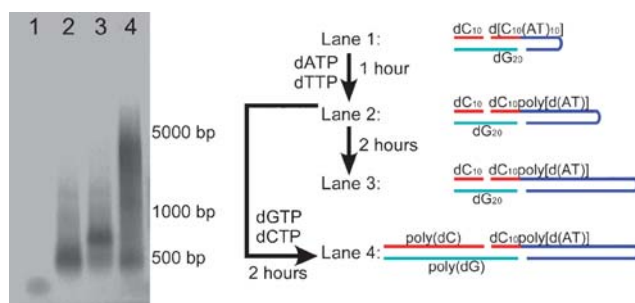 1 2 3 4
5000 bp
1000 bp
500 bp
Lane 1:
dC₁₀ d[C₁₀(AT)₁₀]
dG₂₀
dATP
dTTP
1 hour
Lane 2:
dC₁₀ dC₁₀poly[d(AT)]
dG₂₀
2 hours
Lane 3:
dC₁₀ dC₁₀poly[d(AT)]
dG₂₀
dGTP
dCTP
2 hours
Lane 4:
poly(dC) dC₁₀poly[d(AT)]
poly(dG)